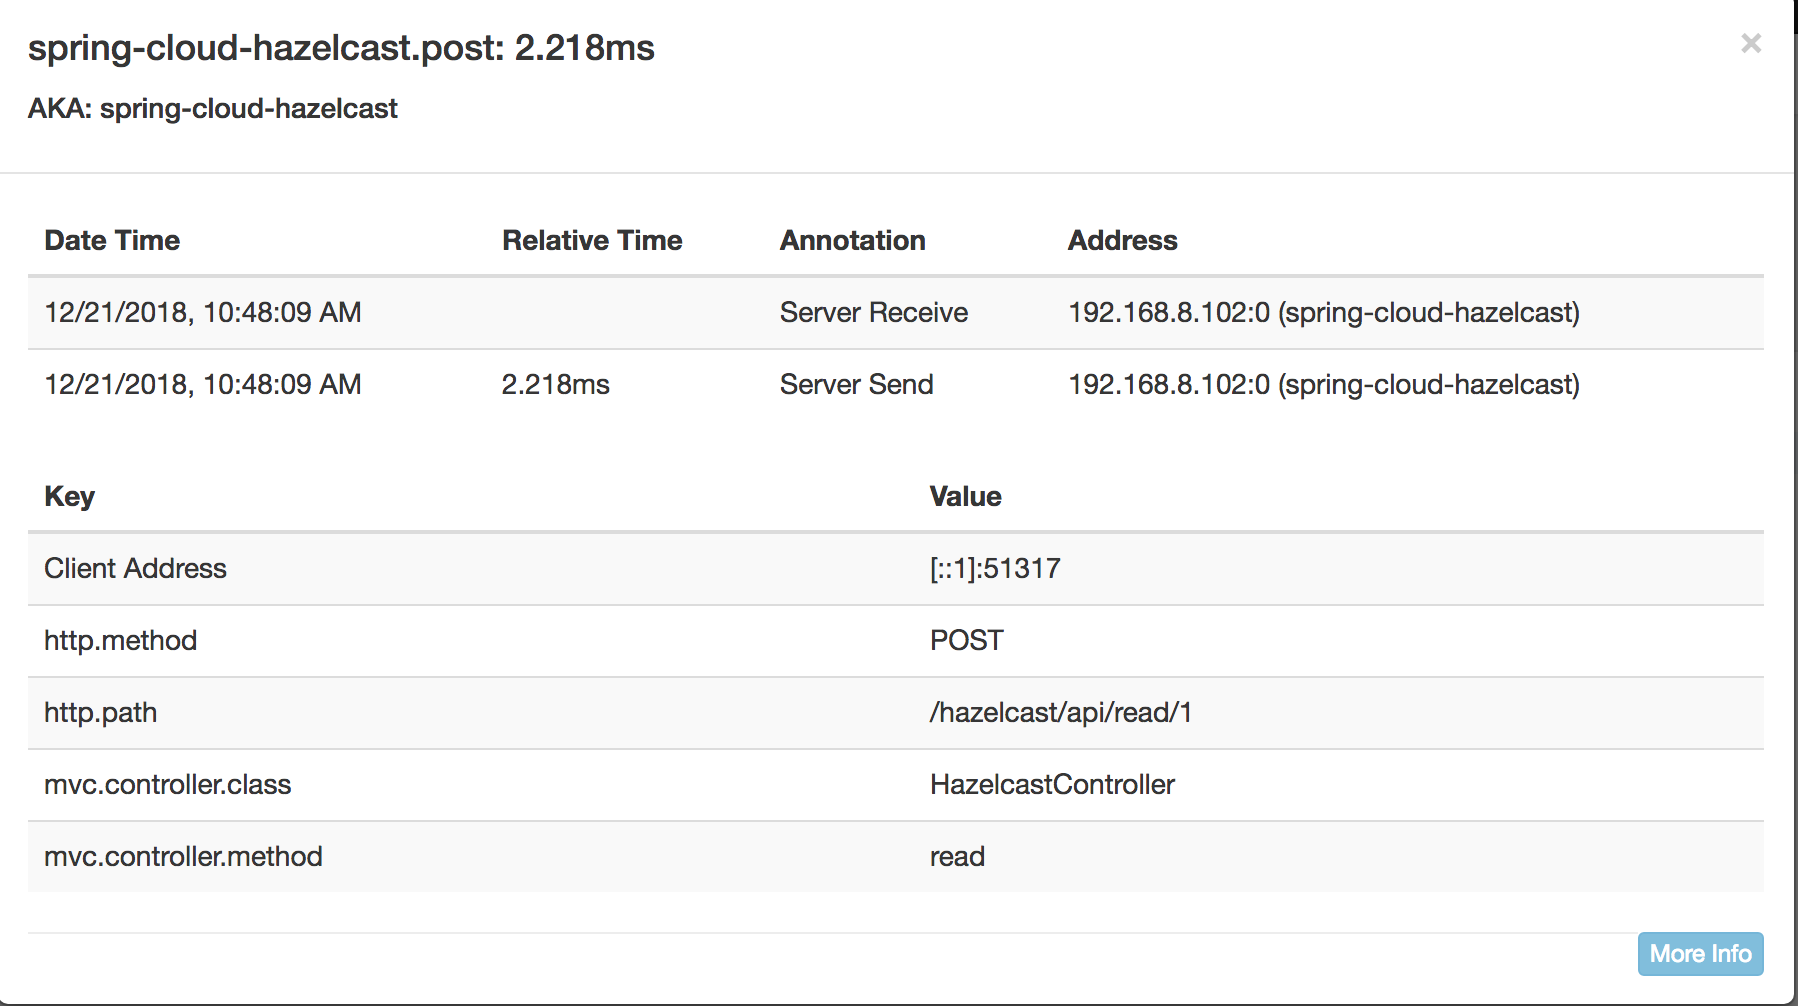 spring-cloud-hazelcast.post: 2.218ms
×
AKA: spring-cloud-hazelcast
Date Time Relative Time Annotation Address
12/21/2018, 10:48:09 AM Server Receive 192.168.8.102:0 (spring-cloud-hazelcast)
12/21/2018, 10:48:09 AM 2.218ms Server Send 192.168.8.102:0 (spring-cloud-hazelcast)
Key Value
Client Address [::1]:51317
http.method POST
http.path /hazelcast/api/read/1
mvc.controller.class HazelcastController
mvc.controller.method read
More Info